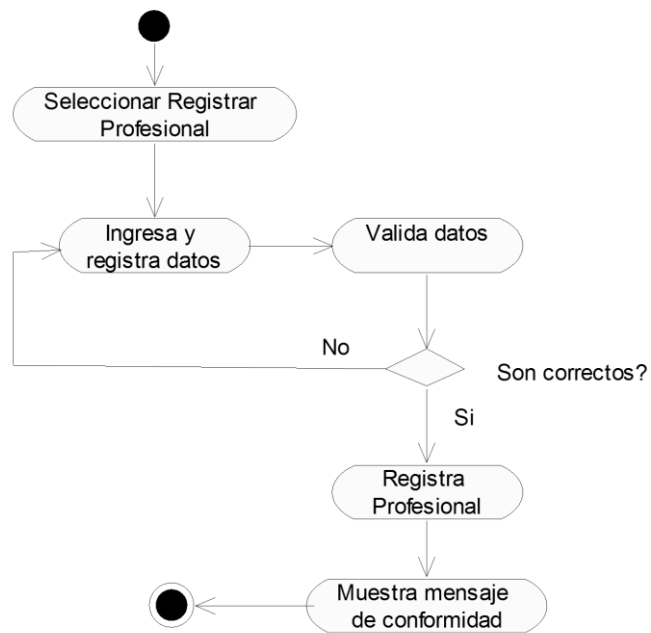 Seleccionar Registrar
Profesional
Ingresa y
registra datos
Valida datos
No
Son correctos?
Si
Registra
Profesional
Muestra mensaje
de conformidad